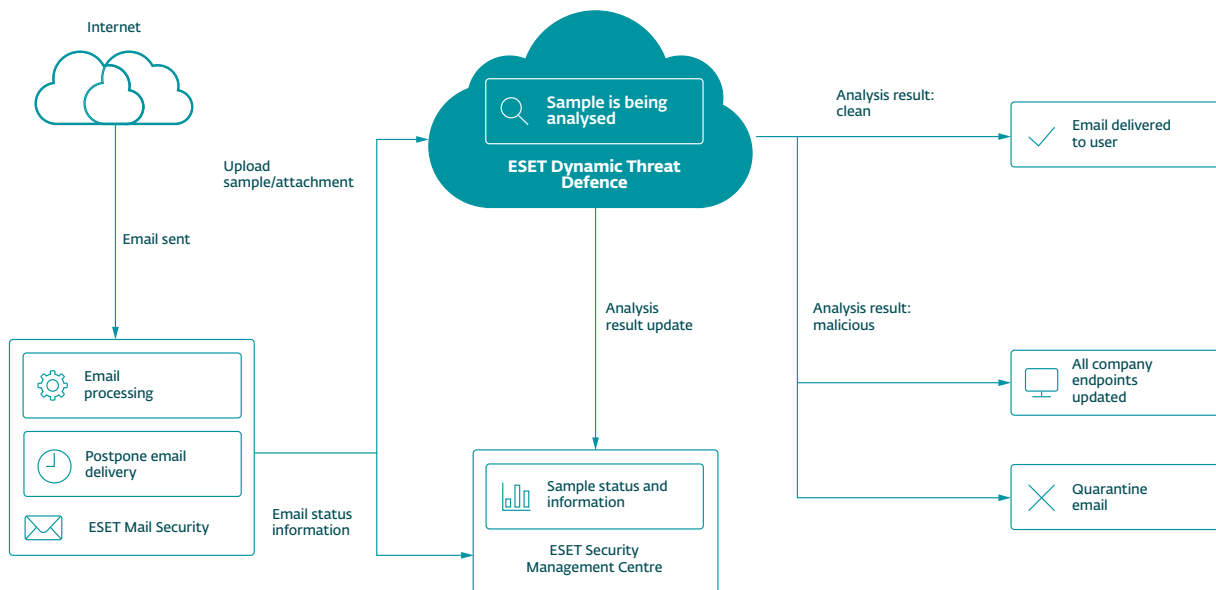 Internet
Email sent
Email
processing
Postpone email
delivery
ESET Mail Security
Upload
sample/attachment
Email status
information
Sample is being
analysed
ESET Dynamic Threat
Defence
Analysis
result update
Sample status and
information
ESET Security
Management Centre
Analysis result:
clean
Email delivered
to user
Analysis result:
malicious
All company
endpoints
updated
Quarantine
email